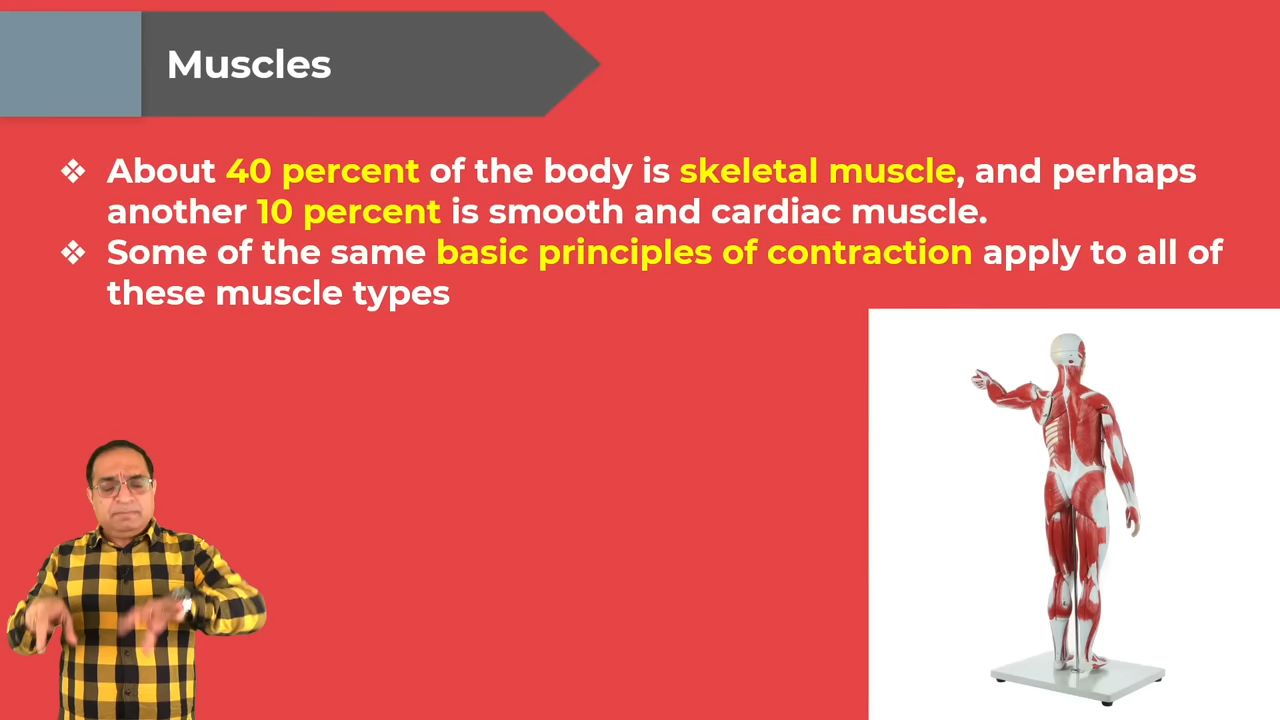 Muscles
❖ About 40 percent of the body is skeletal muscle, and perhaps
another 10 percent is smooth and cardiac muscle.
❖ Some of the same basic principles of contraction apply to all of
these muscle types